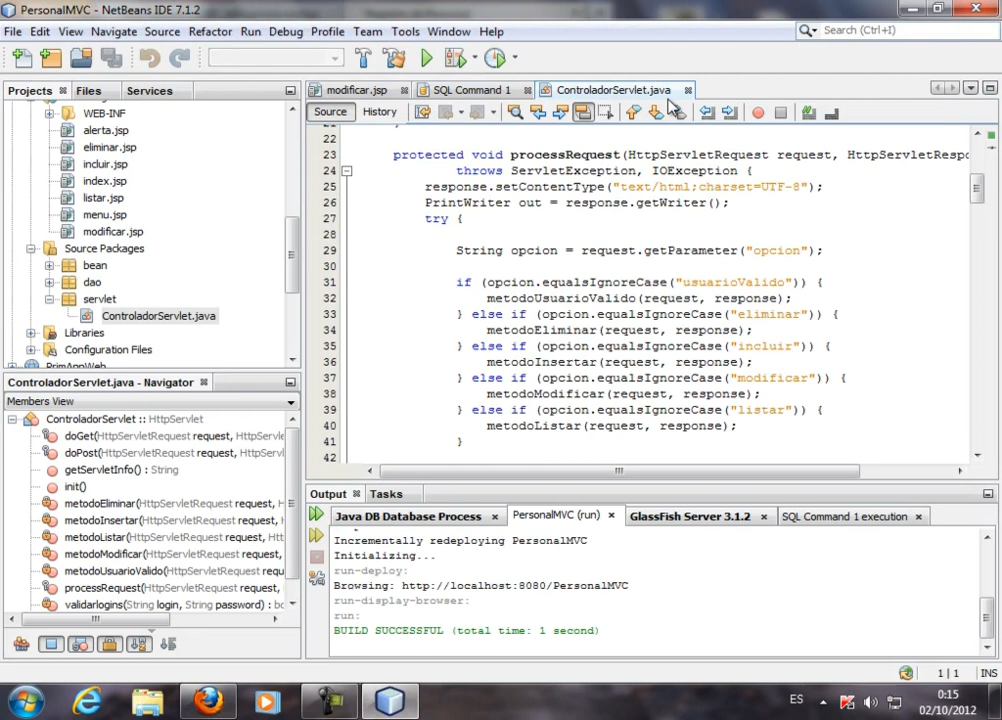 PersonalMVC - NetBeans IDE 7.1.2
File Edit View Navigate Source Refactor Run Debug Profile Team Tools Window Help
Search (Ctrl+I)
Projects Files Services
modificar.jsp SQL Command 1 ControladorServlet.java
Source History
WEB-INF
alerta.jsp
eliminar.jsp
incluir.jsp
index.jsp
listar.jsp
menu.jsp
modificar.jsp
Source Packages
bean
dao
servlet
ControladorServlet.java
Libraries
Configuration Files
PrimAppWeb
22
23 protected void processRequest(HttpServletRequest request, HttpServletRespo
24 throws ServletException, IOException {
25 response.setContentType("text/html;charset=UTF-8");
26 PrintWriter out = response.getWriter();
27 try {
28
29 String opcion = request.getParameter("opcion");
30
31 if (opcion.equalsIgnoreCase("usuarioValido")) {
32 metodoUsuarioValido(request, response);
33 } else if (opcion.equalsIgnoreCase("eliminar")) {
34 metodoEliminar(request, response);
35 } else if (opcion.equalsIgnoreCase("incluir")) {
36 metodoInsertar(request, response);
37 } else if (opcion.equalsIgnoreCase("modificar")) {
38 metodoModificar(request, response);
39 } else if (opcion.equalsIgnoreCase("listar")) {
40 metodoListar(request, response);
41 }
42
ControladorServlet.java - Navigator
Members View
ControladorServlet :: HttpServlet
doGet(HttpServletRequest request, Htt
doPost(HttpServletRequest request, Ht
getServletInfo() : String
init()
metodoEliminar(HttpServletRequest req
metodoInsertar(HttpServletRequest req
metodoListar(HttpServletRequest reque
metodoModificar(HttpServletRequest re
metodoUsuarioValido(HttpServletReque
processRequest(HttpServletRequest req
validarlogins(String login, String password) : bo
Output Tasks
Java DB Database Process PersonalMVC (run) GlassFish Server 3.1.2 SQL Command 1 execution
Incrementally redeploying PersonalMVC
Initializing...
run-deploy:
Browsing: http://localhost:8080/PersonalMVC
run-display-browser:
run:
BUILD SUCCESSFUL (total time: 1 second)
1 | 1 INS
ES
0:15
02/10/2012